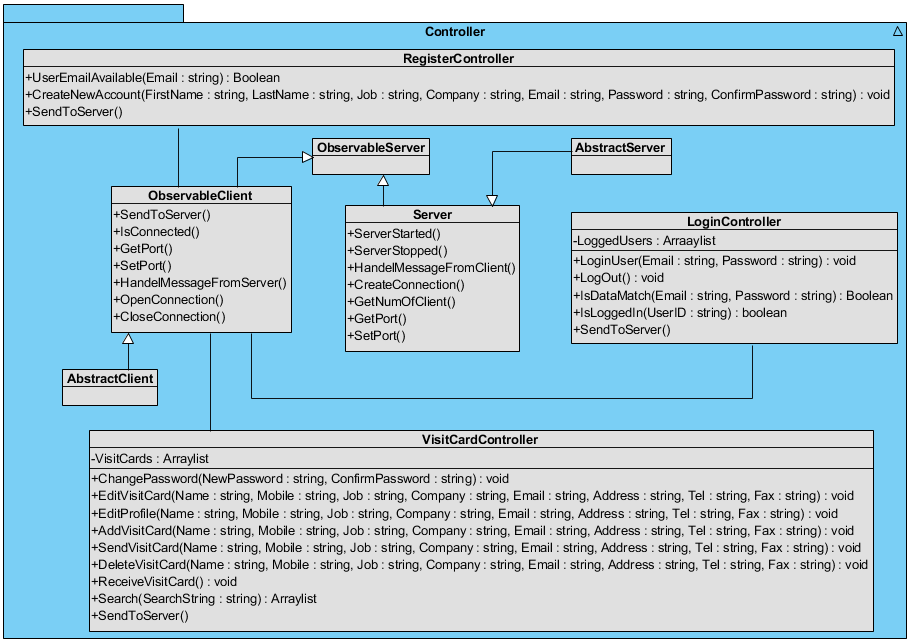 Controller
RegisterController
+UserEmailAvailable(Email : string) : Boolean
+CreateNewAccount(FirstName : string, LastName : string, Job : string, Company : string, Email : string, Password : string, ConfirmPassword : string) : void
+SendToServer()
ObservableServer
AbstractServer
ObservableClient
+SendToServer()
+IsConnected()
+GetPort()
+SetPort()
+HandelMessageFromServer()
+OpenConnection()
+CloseConnection()
Server
+ServerStarted()
+ServerStopped()
+HandelMessageFromClient()
+CreateConnection()
+GetNumOfClient()
+GetPort()
+SetPort()
LoginController
-LoggedUsers : Arraaylist
+LoginUser(Email : string, Password : string) : void
+LogOut() : void
+IsDataMatch(Email : string, Password : string) : Boolean
+IsLoggedIn(UserID : string) : boolean
+SendToServer()
AbstractClient
VisitCardController
-VisitCards : Arraylist
+ChangePassword(NewPassword : string, ConfirmPassword : string) : void
+EditVisitCard(Name : string, Mobile : string, Job : string, Company : string, Email : string, Address : string, Tel : string, Fax : string) : void
+EditProfile(Name : string, Mobile : string, Job : string, Company : string, Email : string, Address : string, Tel : string, Fax : string) : void
+AddVisitCard(Name : string, Mobile : string, Job : string, Company : string, Email : string, Address : string, Tel : string, Fax : string) : void
+SendVisitCard(Name : string, Mobile : string, Job : string, Company : string, Email : string, Address : string, Tel : string, Fax : string) : void
+DeleteVisitCard(Name : string, Mobile : string, Job : string, Company : string, Email : string, Address : string, Tel : string, Fax : string) : void
+ReceiveVisitCard() : void
+Search(SearchString : string) : Arraylist
+SendToServer()